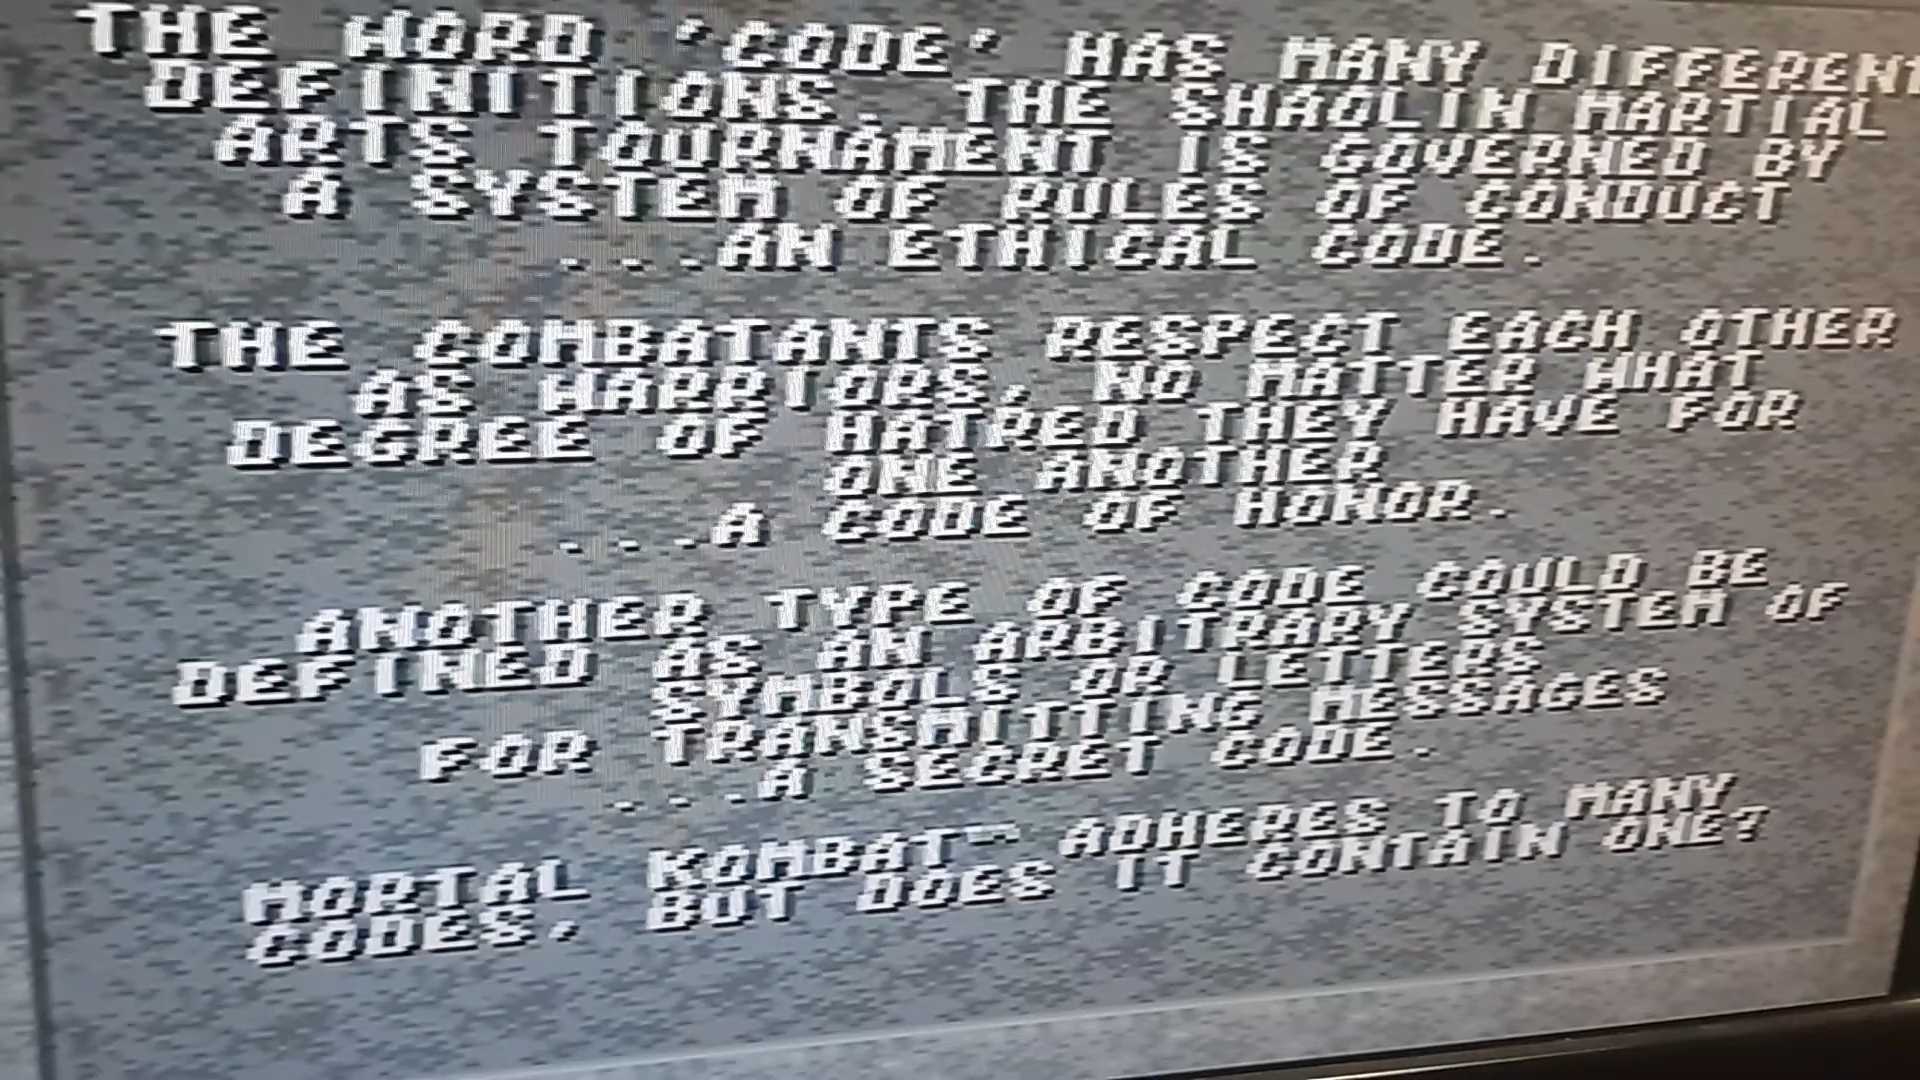 THE WORD 'CODE' HAS MANY DIFFERENT
DEFINITIONS. THE SHAOLIN MARTIAL
ARTS TOURNAMENT IS GOVERNED BY
A SYSTEM OF RULES OF CONDUCT
...AN ETHICAL CODE.
THE COMBATANTS RESPECT EACH OTHER
AS WARRIORS, NO MATTER WHAT
DEGREE OF HATRED THEY HAVE FOR
ONE ANOTHER
...A CODE OF HONOR.
ANOTHER TYPE OF CODE COULD BE
DEFINED AS AN ARBITRARY SYSTEM OF
SYMBOLS OR LETTERS
FOR TRANSMITTING MESSAGES
...A SECRET CODE.
MORTAL KOMBAT™ ADHERES TO MANY
CODES, BUT DOES IT CONTAIN ONE?